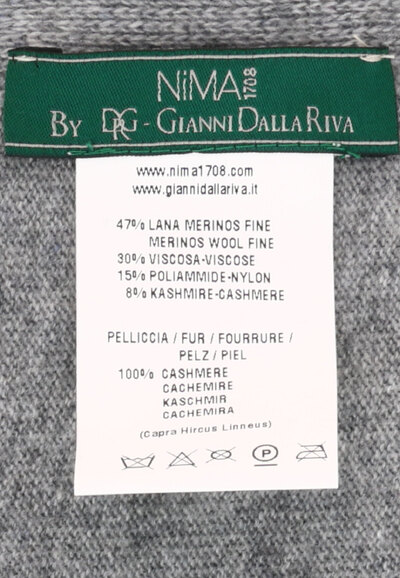 NiMA 1708
BY DRG - GIANNI DALLA RIVA
www.nima1708.com
www.giannidallariva.it
47% LANA MERINOS FINE
MERINOS WOOL FINE
30% VISCOSA-VISCOSE
15% POLIAMMIDE-NYLON
8% KASHMIRE-CASHMERE
PELLICCIA / FUR / FOURRURE /
PELZ / PIEL
100% CASHMERE
CACHEMIRE
KASCHMIR
CACHEMIRA
(Capra Hircus Linneus)
P